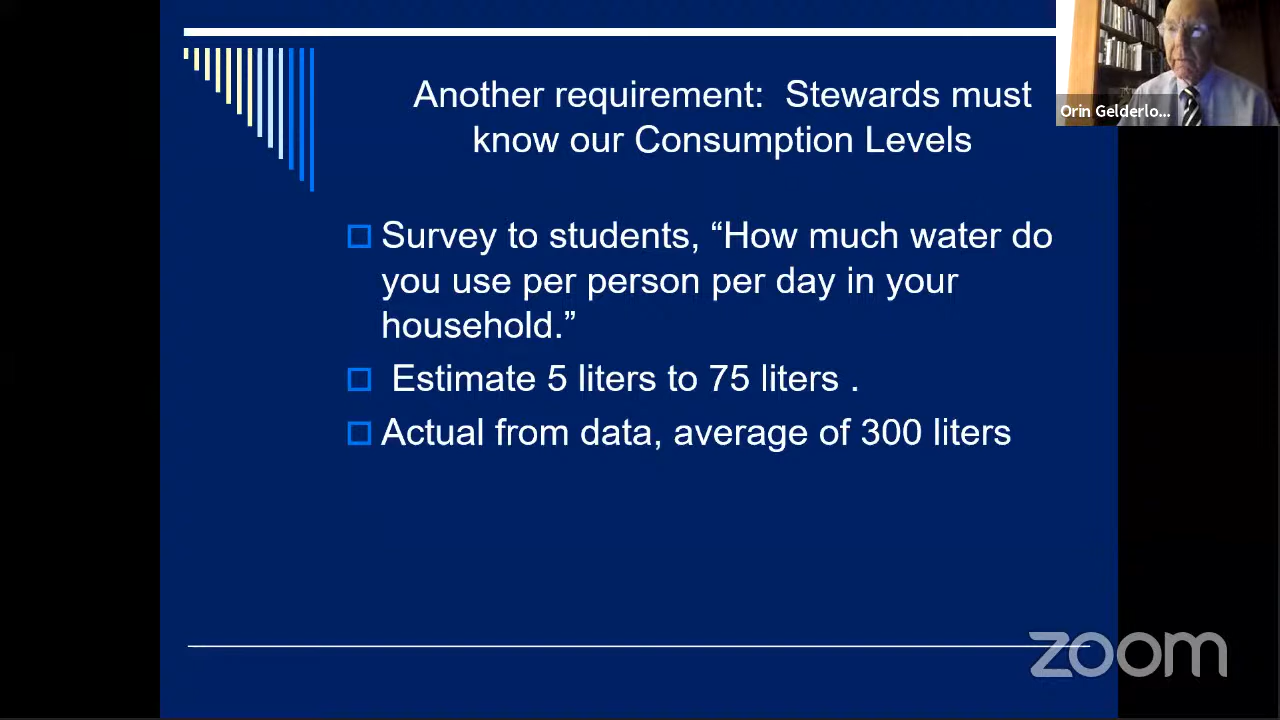 Another requirement:  Stewards must
know our Consumption Levels
Orin Gelderlo...
Survey to students, “How much water do
you use per person per day in your
household.”
Estimate 5 liters to 75 liters .
Actual from data, average of 300 liters
zoom